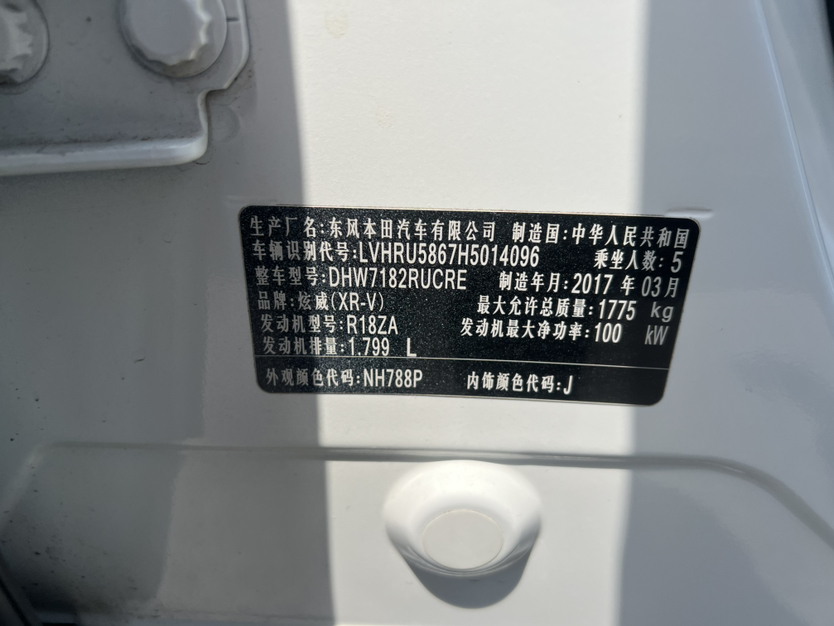 生产厂名:东风本田汽车有限公司 制造国:中华人民共和国
车辆识别代号:LVHRU5867H5014096 乘坐人数:5
整车型号:DHW7182RUCRE 制造年月:2017 年 03 月
品牌:炫威(XR-V) 最大允许总质量:1775 kg
发动机型号:R18ZA 发动机最大净功率:100 kW
发动机排量:1.799 L
外观颜色代码:NH788P 内饰颜色代码:J